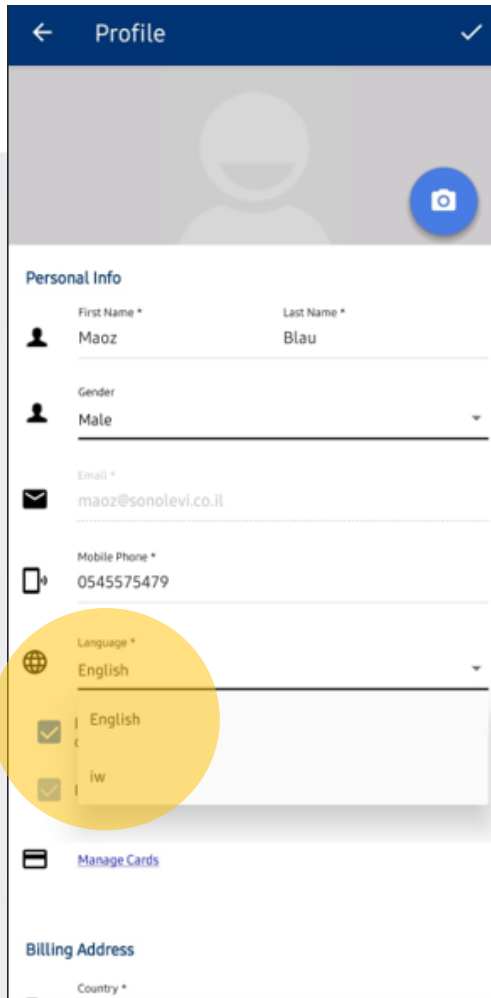 Profile
Personal Info
First Name *
Last Name *
Maoz
Blau
Gender
Male
Email *
maoz@sonolevi.co.il
Mobile Phone *
0545575479
Language *
English
English
iw
Manage Cards
Billing Address
Country *